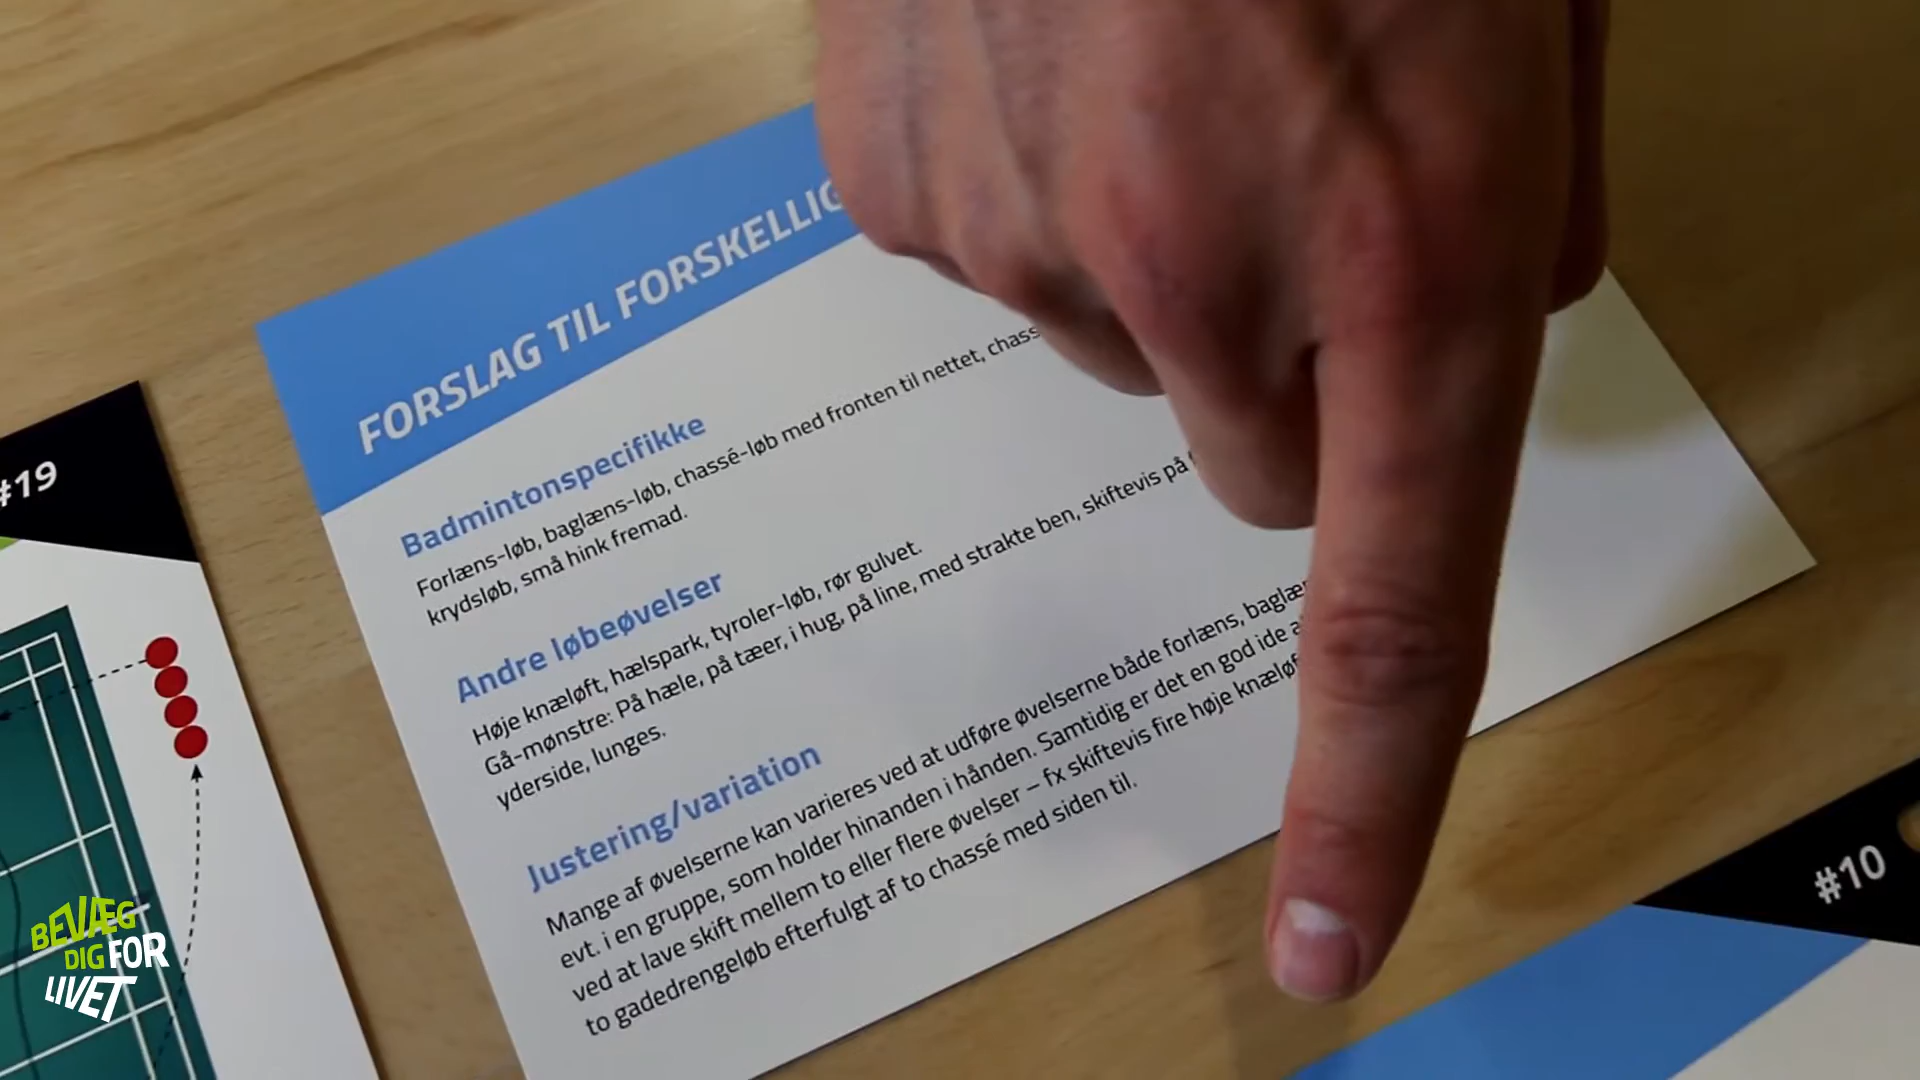 FORSLAG TIL
Badmintonspecifikke
Forlæns-løb, baglæns-løb, chassé-løb med fronten til nettet,
krydsløb, små hink fremad.
Andre løbeøvelser
Høje knæløft, hælspark, tyroler-løb, rør gulvet.
Gå-mønstre: På hæle, på tæer, i hug, på line, med strakte ben, skiftevis på
yderside, lunges.
Justering/variation
Mange af øvelserne kan varieres ved at udføre øvelserne både forlæns,
evt. i en gruppe, som holder hinanden i hånden. Samtidig er det en god ide
ved at lave skift mellem to eller flere øvelser – fx skiftevis fire høje
to gadedrengeløb efterfulgt af to chassé med siden til.
#19
#10
BEVÆG
DIG FOR
LIVET